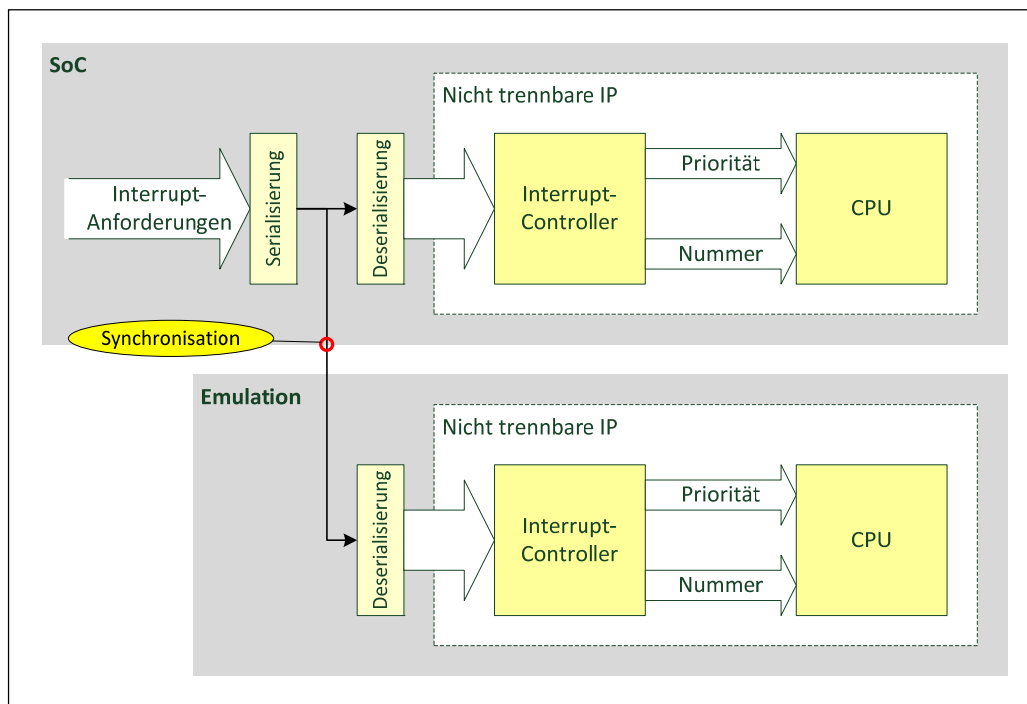 SoC
Nicht trennbare IP
Interrupt-
Anforderungen
Serialisierung
Deserialisierung
Interrupt-
Controller
Priorität
Nummer
CPU
Synchronisation
Emulation
Nicht trennbare IP
Deserialisierung
Interrupt-
Controller
Priorität
Nummer
CPU